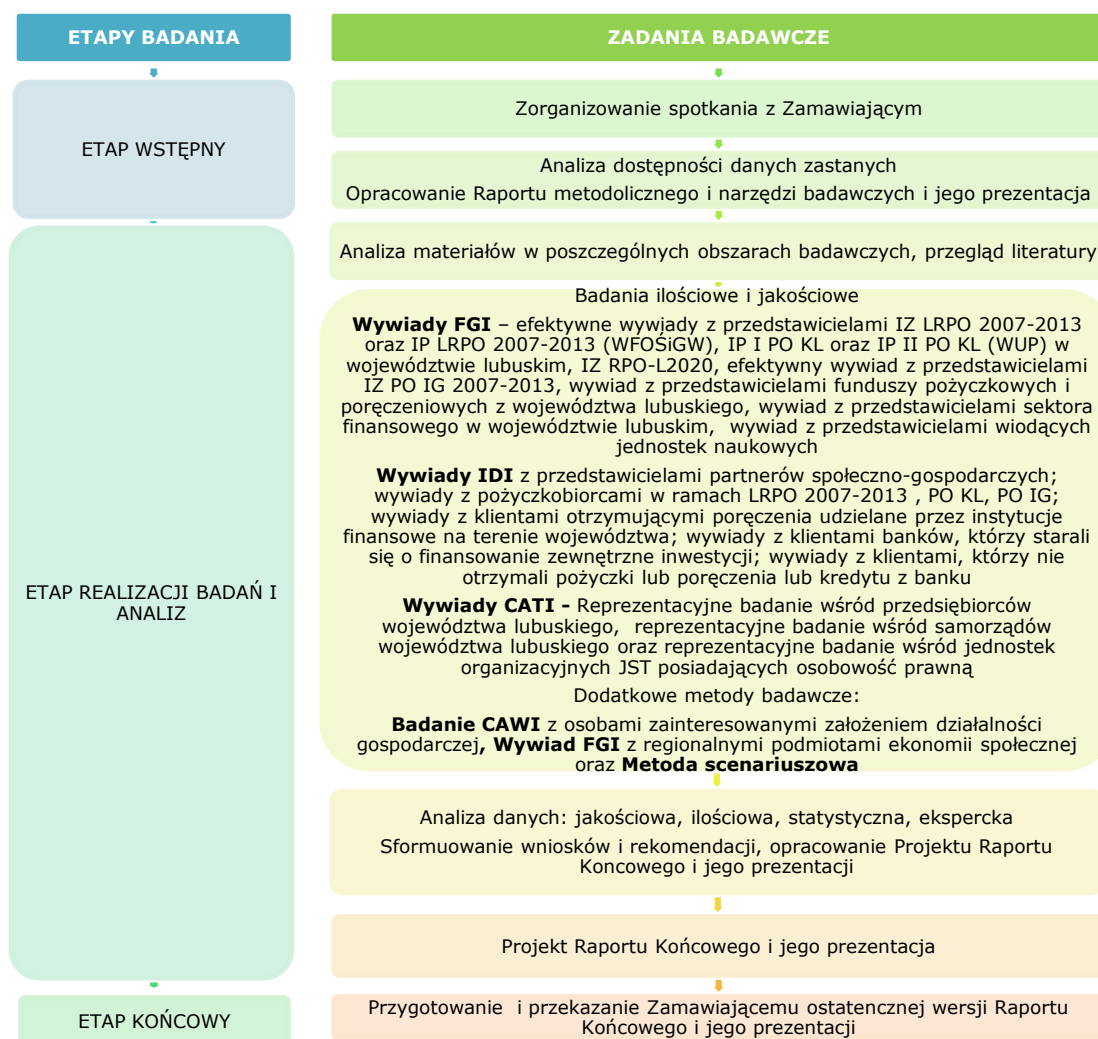 ETAPY BADANIA
ZADANIA BADAWCZE
ETAP WSTĘPNY
Zorganizowanie spotkania z Zamawiającym
Analiza dostępności danych zastanych
Opracowanie Raportu metodolicznego i narzędzi badawczych i jego prezentacja
ETAP REALIZACJI BADAŃ I
ANALIZ
Analiza materiałów w poszczególnych obszarach badawczych, przegląd literatury
Badania ilościowe i jakościowe
Wywiady FGI – efektywne wywiady z przedstawicielami IZ LRPO 2007-2013
oraz IP LRPO 2007-2013 (WFOŚiGW), IP I PO KL oraz IP II PO KL (WUP) w
województwie lubuskim, IZ RPO-L2020, efektywny wywiad z przedstawicielami
IZ PO IG 2007-2013, wywiad z przedstawicielami funduszy pożyczkowych i
poręczeniowych z województwa lubuskiego, wywiad z przedstawicielami sektora
finansowego w województwie lubuskim, wywiad z przedstawicielami wiodących
jednostek naukowych
Wywiady IDI z przedstawicielami partnerów społeczno-gospodarczych;
wywiady z pożyczkobiorcami w ramach LRPO 2007-2013 , PO KL, PO IG;
wywiady z klientami otrzymującymi poręczenia udzielane przez instytucje
finansowe na terenie województwa; wywiady z klientami banków, którzy starali
się o finansowanie zewnętrzne inwestycji; wywiady z klientami, którzy nie
otrzymali pożyczki lub poręczenia lub kredytu z banku
Wywiady CATI - Reprezentacyjne badanie wśród przedsiębiorców
województwa lubuskiego, reprezentacyjne badanie wśród samorządów
województwa lubuskiego oraz reprezentacyjne badanie wśród jednostek
organizacyjnych JST posiadających osobowość prawną
Dodatkowe metody badawcze:
Badanie CAWI z osobami zainteresowanymi założeniem działalności
gospodarczej, Wywiad FGI z regionalnymi podmiotami ekonomii społecznej
oraz Metoda scenariuszowa
Analiza danych: jakościowa, ilościowa, statystyczna, ekspercka
Sformuowanie wniosków i rekomendacji, opracowanie Projektu Raportu
Koncowego i jego prezentacji
Projekt Raportu Końcowego i jego prezentacja
ETAP KOŃCOWY
Przygotowanie i przekazanie Zamawiającemu ostatencznej wersji Raportu
Końcowego i jego prezentacji